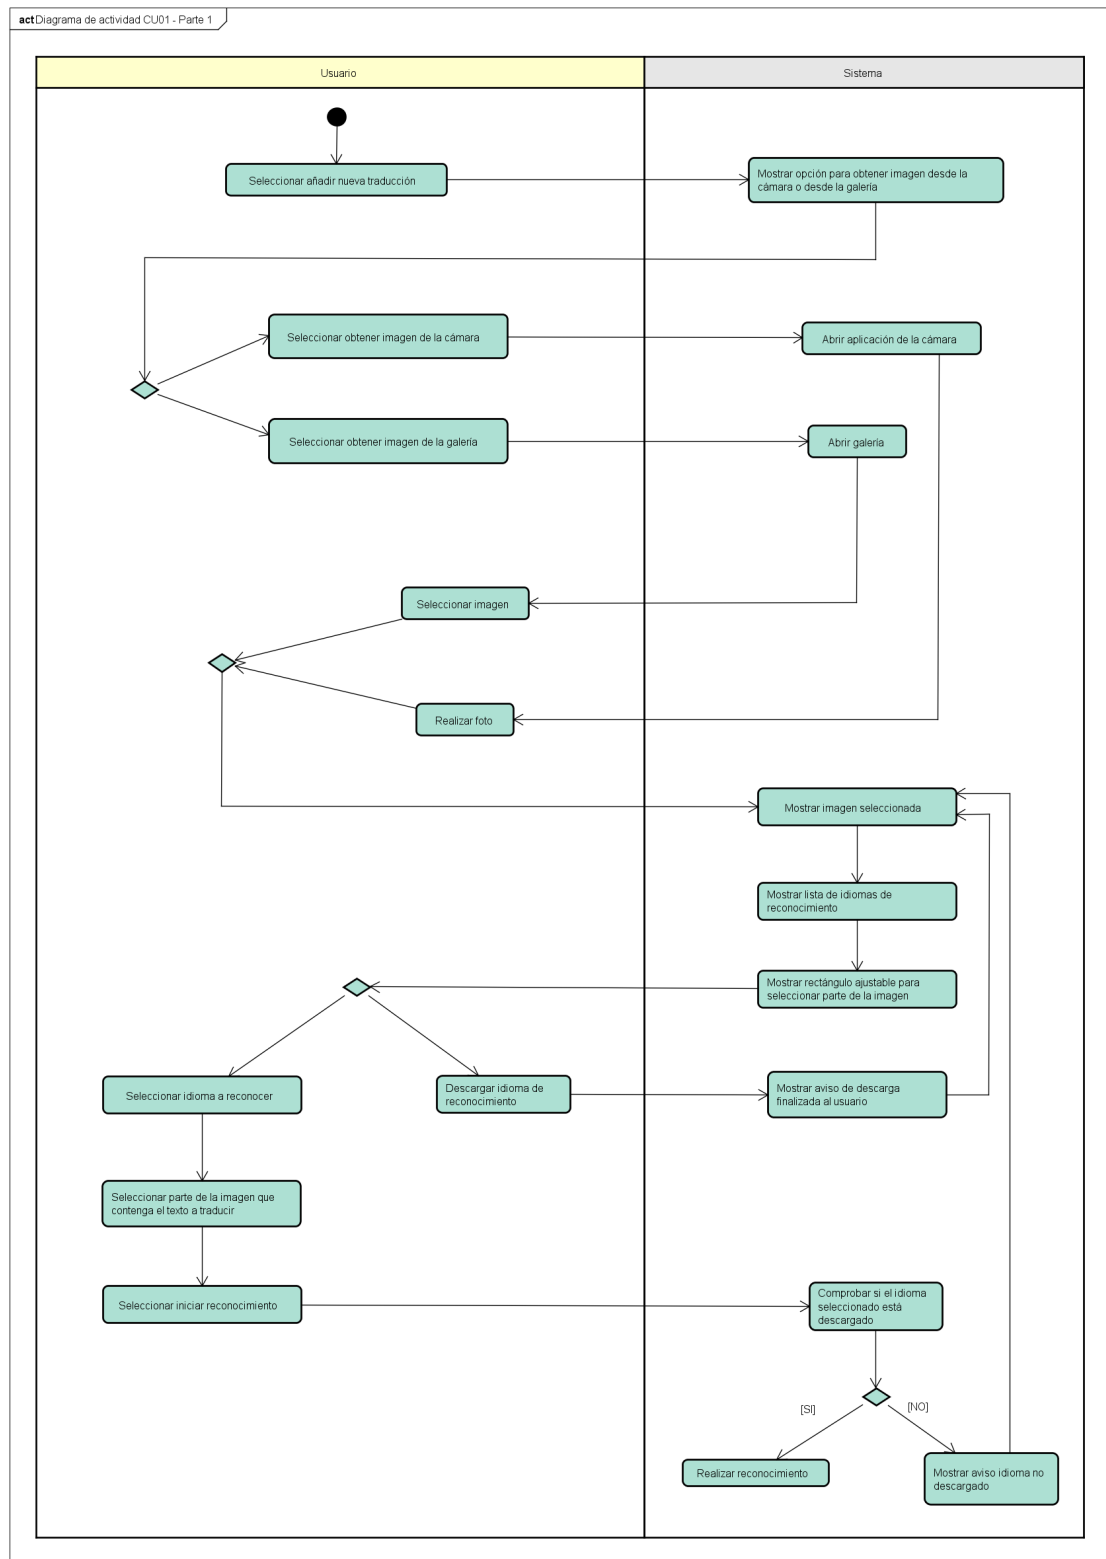 act Diagrama de actividad CU01 - Parte 1
Usuario
Sistema
Seleccionar añadir nueva traducción
Mostrar opción para obtener imagen desde la
cámara o desde la galería
Seleccionar obtener imagen de la cámara
Abrir aplicación de la cámara
Seleccionar obtener imagen de la galería
Abrir galería
Seleccionar imagen
Realizar foto
Mostrar imagen seleccionada
Mostrar lista de idiomas de
reconocimiento
Mostrar rectángulo ajustable para
seleccionar parte de la imagen
Seleccionar idioma a reconocer
Descargar idioma de
reconocimiento
Mostrar aviso de descarga
finalizada al usuario
Seleccionar parte de la imagen que
contenga el texto a traducir
Seleccionar iniciar reconocimiento
Comprobar si el idioma
seleccionado está
descargado
[SI]
[NO]
Realizar reconocimiento
Mostrar aviso idioma no
descargado